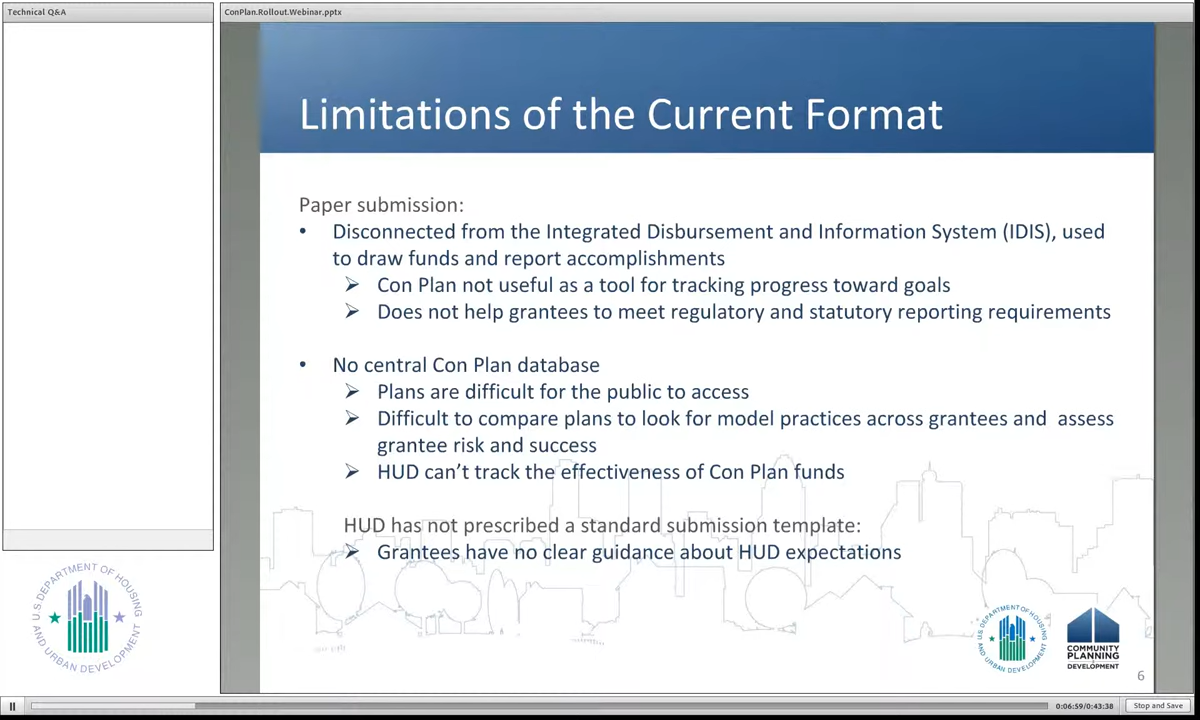 Technical Q&A
ConPlan.Rollout.Webinar.pptx
Limitations of the Current Format
Paper submission:
• Disconnected from the Integrated Disbursement and Information System (IDIS), used
to draw funds and report accomplishments
➢ Con Plan not useful as a tool for tracking progress toward goals
➢ Does not help grantees to meet regulatory and statutory reporting requirements
• No central Con Plan database
➢ Plans are difficult for the public to access
➢ Difficult to compare plans to look for model practices across grantees and assess
grantee risk and success
➢ HUD can’t track the effectiveness of Con Plan funds
HUD has not prescribed a standard submission template:
➢ Grantees have no clear guidance about HUD expectations
U.S DEPARTMENT OF HOUSING
AND URBAN DEVELOPMENT
U.S DEPARTMENT OF HOUSING
AND URBAN DEVELOPMENT
COMMUNITY
PLANNING
DEVELOPMENT
6
0:06:59/0:43:38
Stop and Save